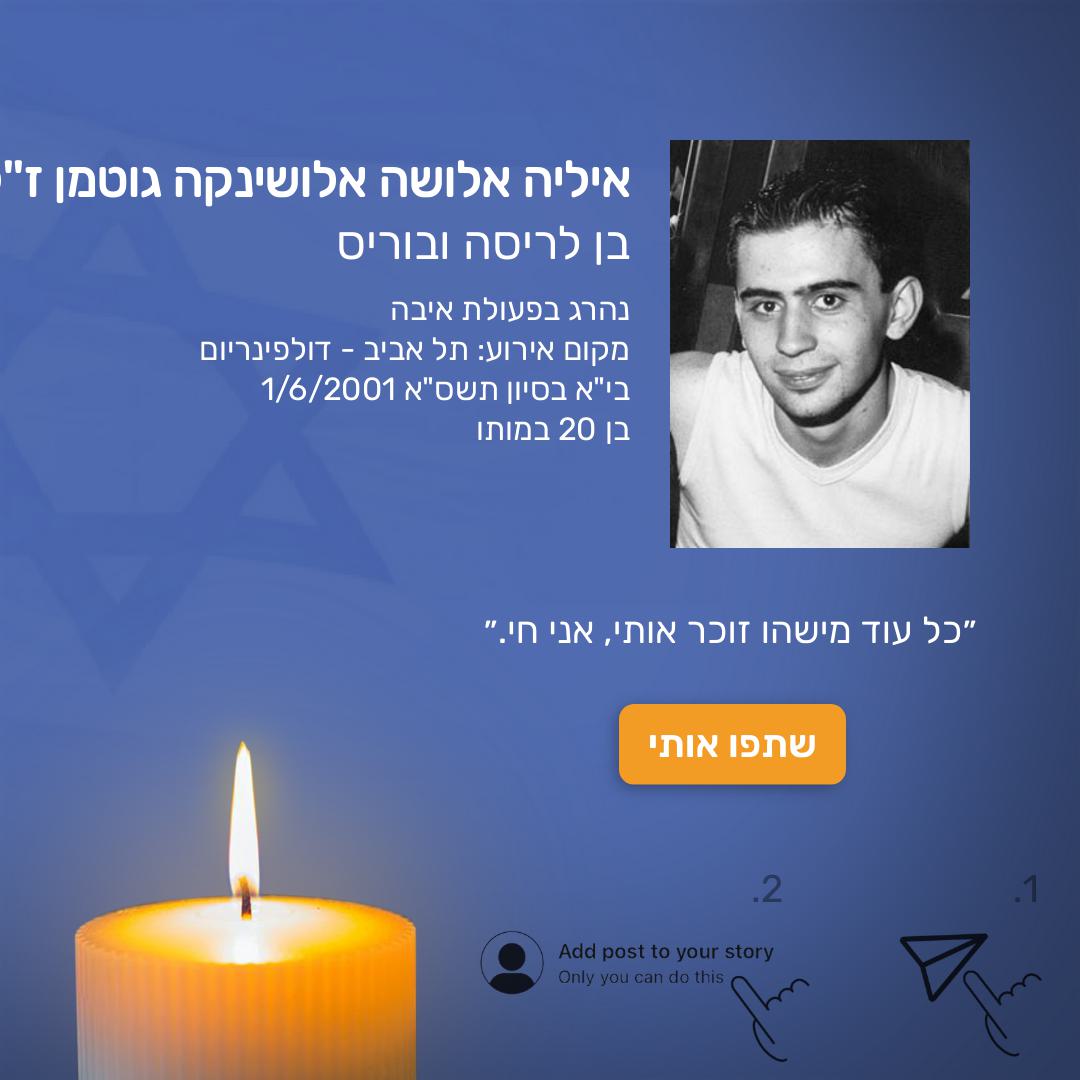 איליה אלושה אלושינקה גוטמן ז"ל
בן לריסה ובוריס
נהרג בפעולת איבה
מקום אירוע: תל אביב - דולפינריום
בי"א בסיון תשס"א 1/6/2001
בן 20 במותו
״כל עוד מישהו זוכר אותי, אני חי.״
שתפו אותי
1.
2.
Add post to your story
Only you can do this